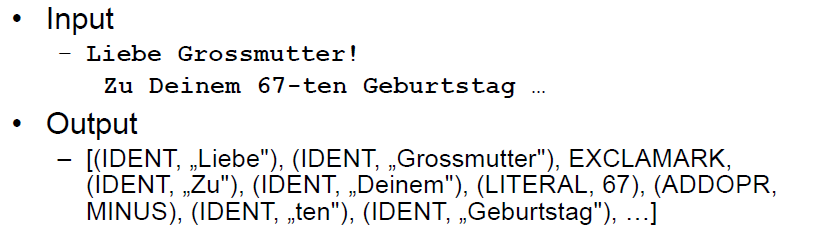 • Input
– Liebe Grossmutter!
Zu Deinem 67-ten Geburtstag …
• Output
– [(IDENT, „Liebe"), (IDENT, „Grossmutter"), EXCLAMARK,
(IDENT, „Zu"), (IDENT, „Deinem"), (LITERAL, 67), (ADDOPR,
MINUS), (IDENT, „ten"), (IDENT, „Geburtstag"), …]